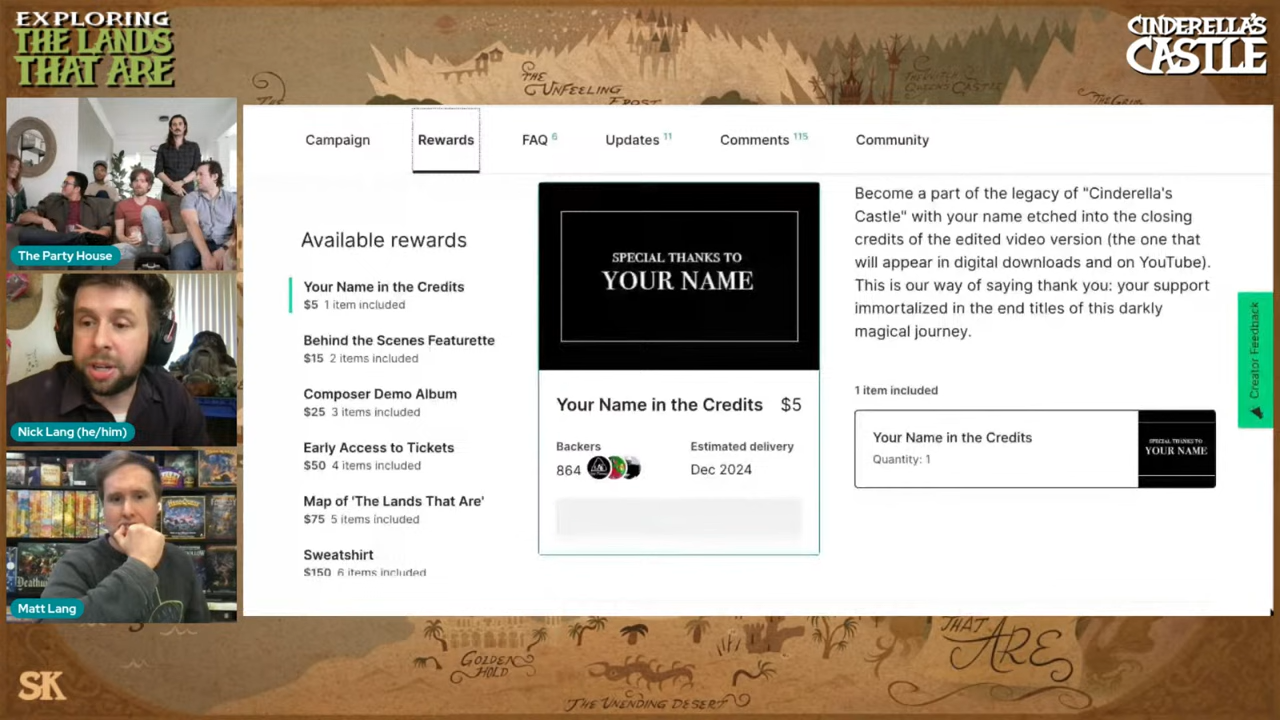 EXPLORING
THE LANDS
THAT ARE
CINDERELLA'S
CASTLE
THE
UNFEELING
FROST
The Party House
Nick Lang (he/him)
Matt Lang
Campaign
Rewards
FAQ 6
Updates 11
Comments 115
Community
Available rewards
Your Name in the Credits
$5 1 item included
Behind the Scenes Featurette
$15 2 items included
Composer Demo Album
$25 3 items included
Early Access to Tickets
$50 4 items included
Map of 'The Lands That Are'
$75 5 items included
Sweatshirt
$150 6 items included
SPECIAL THANKS TO
YOUR NAME
Your Name in the Credits $5
Backers
864
Estimated delivery
Dec 2024
Become a part of the legacy of "Cinderella's
Castle" with your name etched into the closing
credits of the edited video version (the one that
will appear in digital downloads and on YouTube).
This is our way of saying thank you: your support
immortalized in the end titles of this darkly
magical journey.
1 item included
Your Name in the Credits
Quantity: 1
SPECIAL THANKS TO
YOUR NAME
Creator Feedback
GOLDEN
HOLD
THE UNENDING DESERT
THAT
ARE
SK